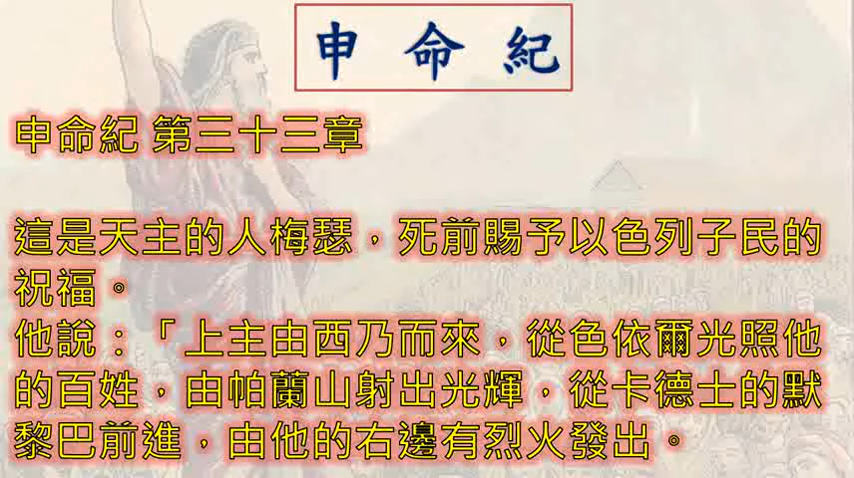 申命紀
申命紀 第三十三章
這是天主的人梅瑟，死前賜予以色列子民的
祝福。
他說：「上主由西乃而來，從色依爾光照他
的百姓，由帕蘭山射出光輝，從卡德士的默
黎巴前進，由他的右邊有烈火發出。